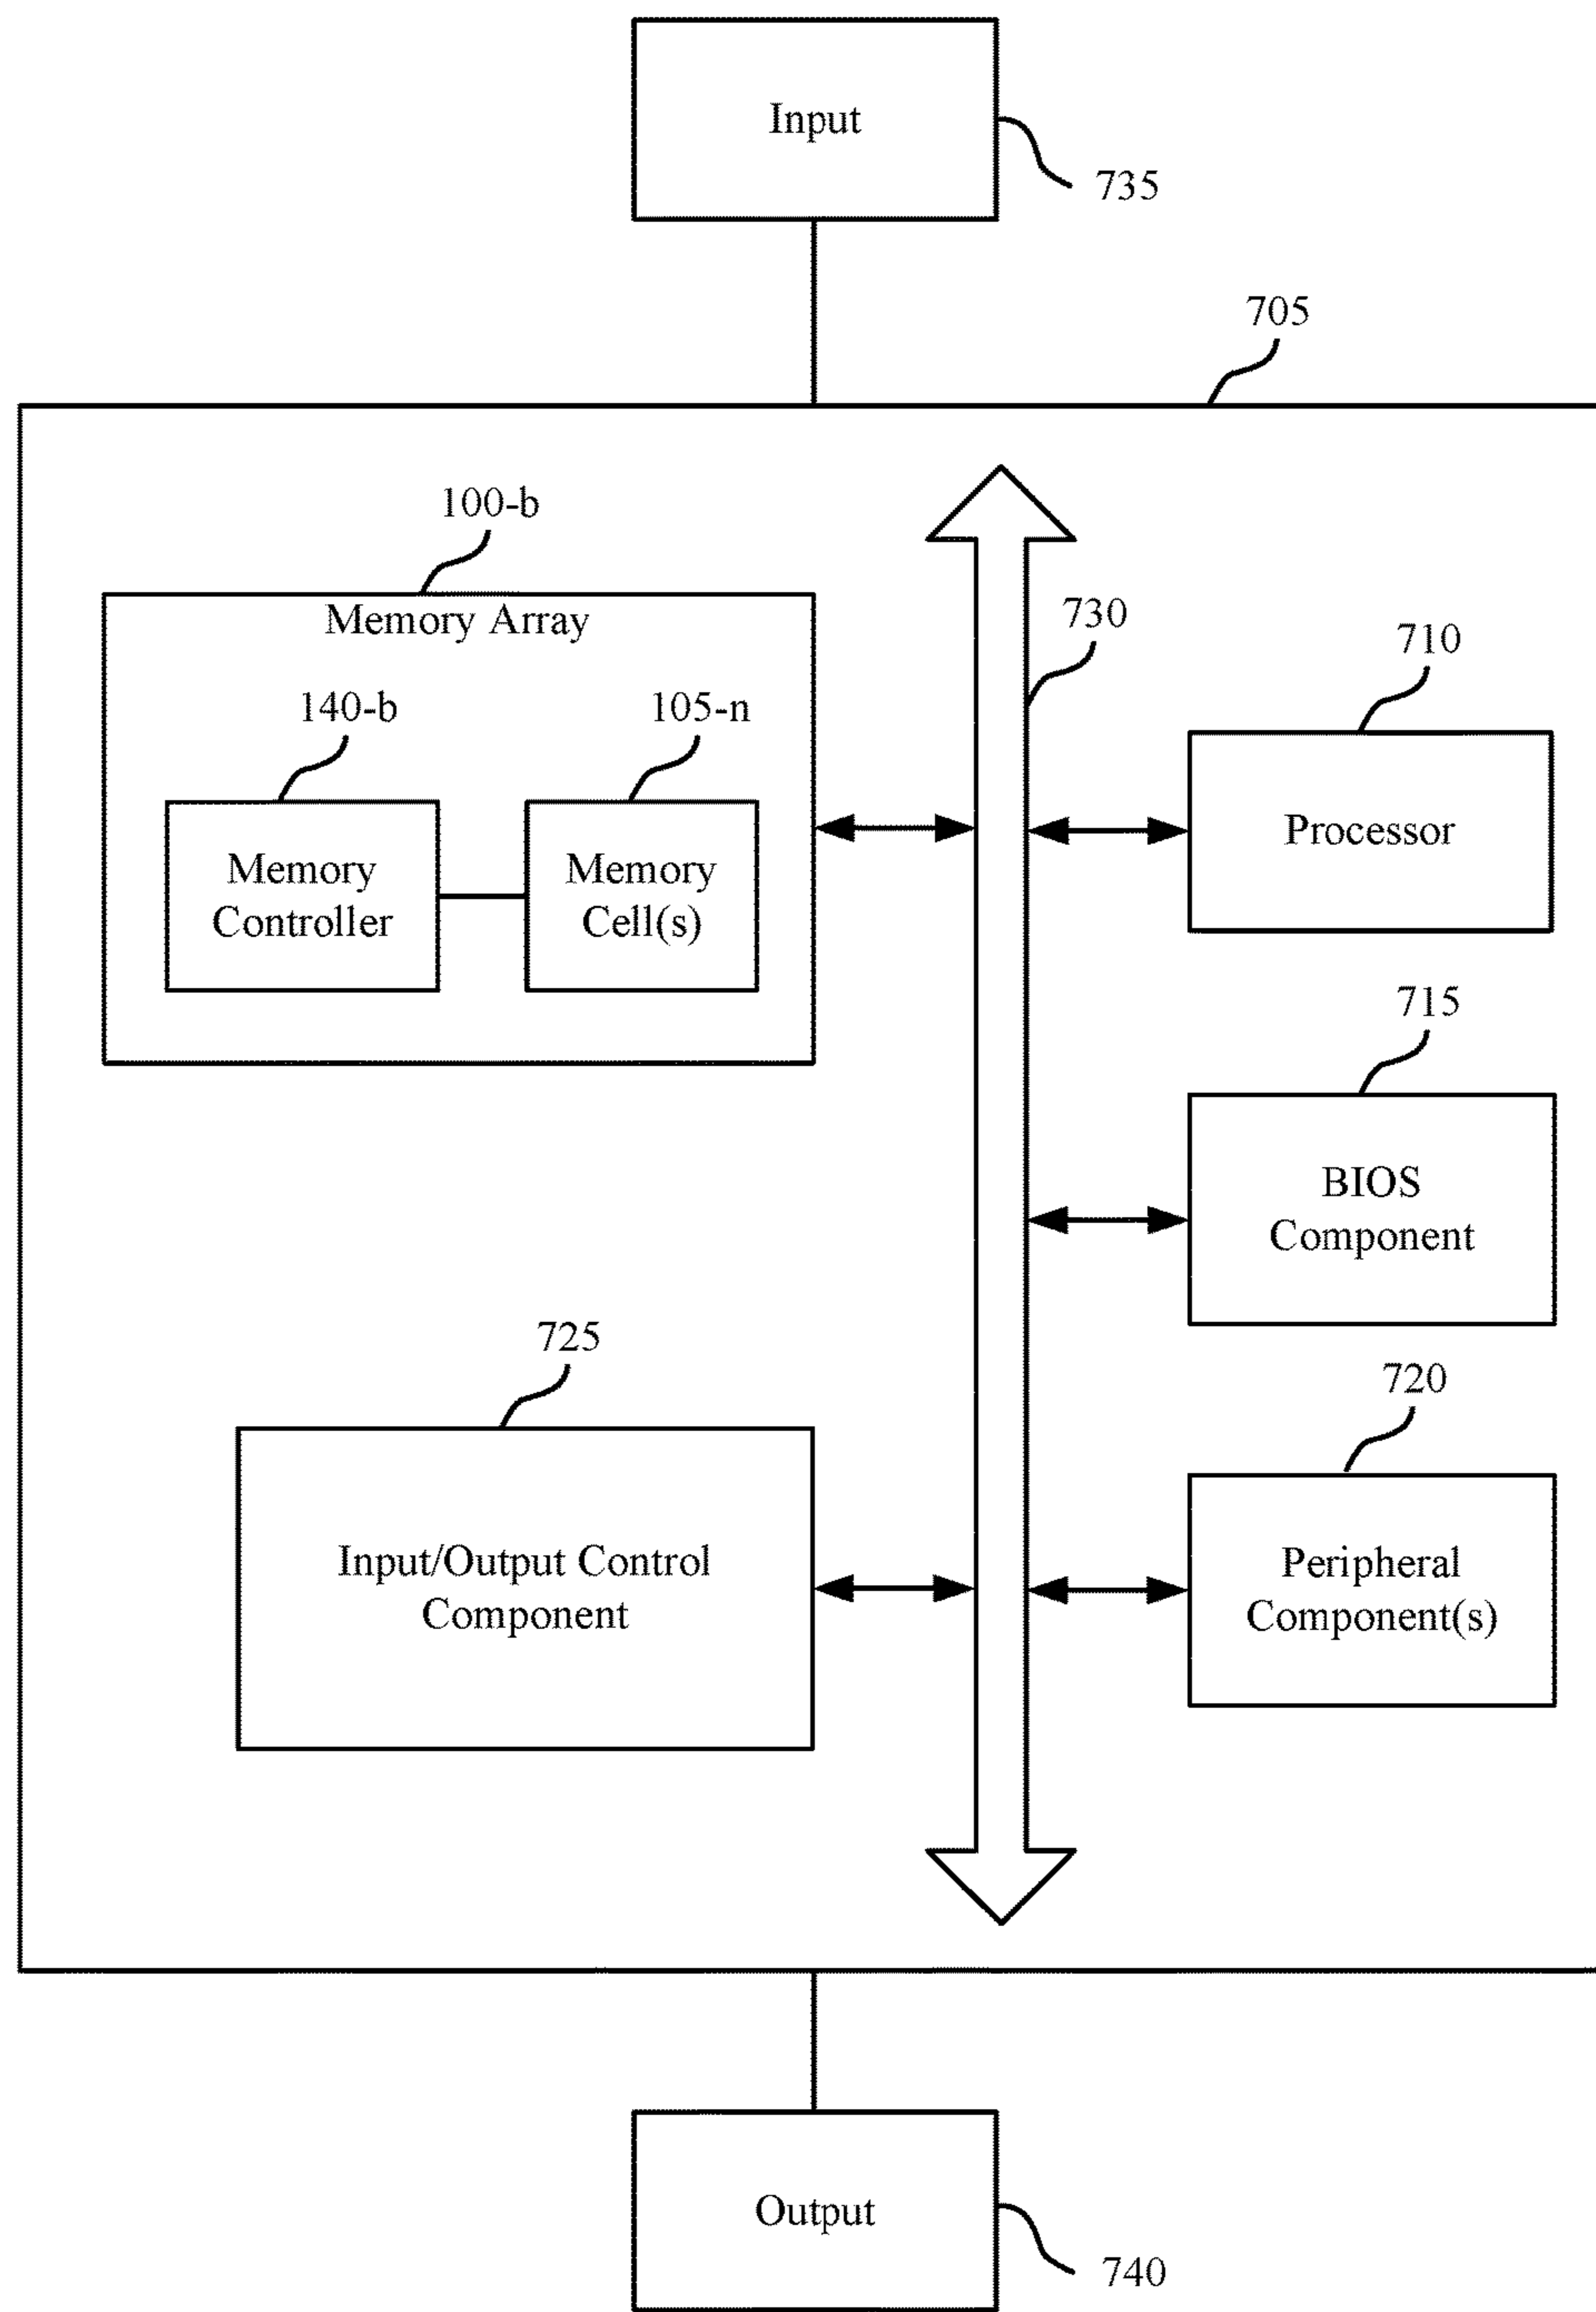 Input
735
705
100-b
Memory Array
730
710
140-b
105-n
Processor
Memory
Controller
Memory
Cell(s)
715
BIOS
Component
725
720
Input/Output Control
Component
Peripheral
Component(s)
Output
740